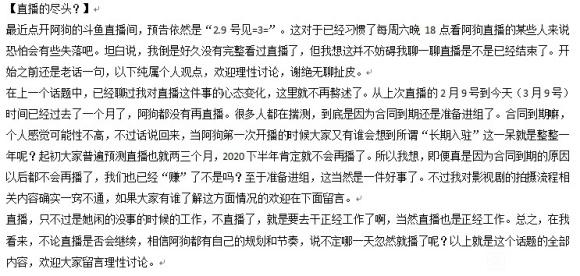 【直播的尽头？】
最近点开阿狗的斗鱼直播间，预告依然是“2.9 号见=3=”。这对于已经习惯了每周六晚 18 点看阿狗直播的某些人来说
恐怕会有些失落吧。坦白说，我倒是好久没有完整看过直播了，但我想这并不妨碍我聊一聊直播是不是已经结束了。开
始之前还是老话一句，以下纯属个人观点，欢迎理性讨论，谢绝无聊扯皮。
在上一个话题中，已经聊过我对直播这件事的心态变化，这里就不再赘述了。从上次直播的 2 月 9 号到今天（3 月 9 号）
时间已经过去了一个月了，阿狗都没有再直播。很多人都在揣测，到底是因为合同到期还是准备进组了。合同到期嘛，
个人感觉可能性不高，不过话说回来，当阿狗第一次开播的时候大家又有谁会想到所谓“长期入驻”这一呆就是整整一
年呢？起初大家普遍预测直播也就两三个月，2020 下半年肯定就不会再播了。所以我想，即便真是因为合同到期的原因
以后都不会再播了，我们也已经“赚”了不是吗？至于准备进组，这当然是一件好事了。不过我对影视剧的拍摄流程相
关内容确实一窍不通，如果大家有谁了解这方面情况的欢迎在下面留言。
直播，只不过是她闲的没事的时候的工作，不直播了，就是要去干正经工作了啊，当然直播也是正经工作。总之，在我
看来，不论直播是否会继续，相信阿狗都有自己的规划和节奏，说不定哪一天忽然就播了呢？以上就是这个话题的全部
内容，欢迎大家留言理性讨论。